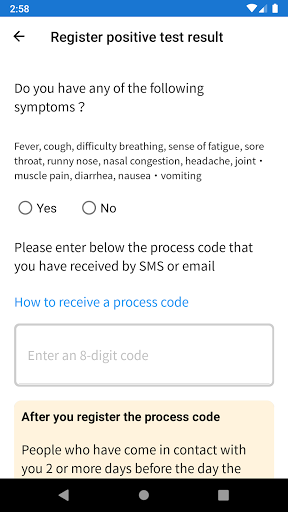 2:58
Register positive test result
Do you have any of the following
symptoms？
Fever, cough, difficulty breathing, sense of fatigue, sore
throat, runny nose, nasal congestion, headache, joint・
muscle pain, diarrhea, nausea・vomiting
Yes No
Please enter below the process code that
you have received by SMS or email
How to receive a process code
Enter an 8-digit code
After you register the process code
People who have come in contact with
you 2 or more days before the day the